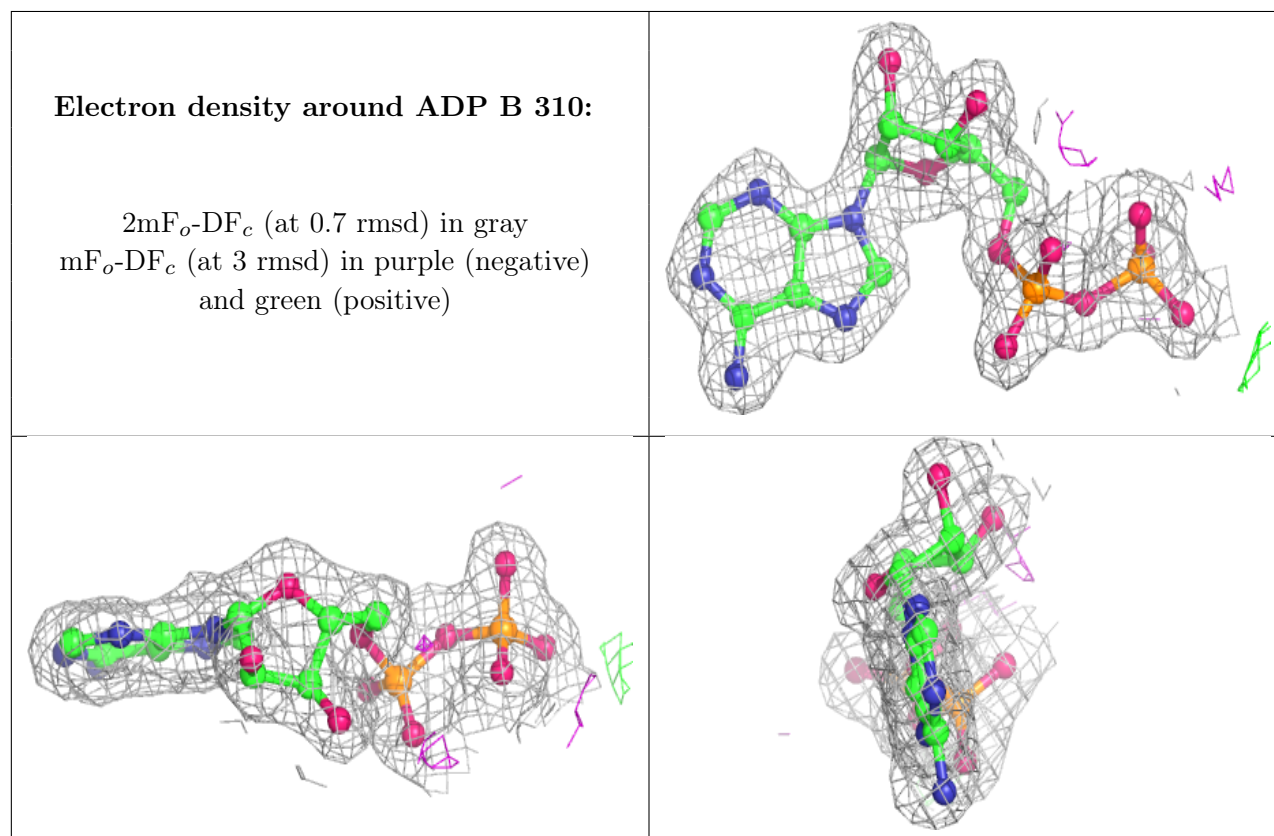 Electron density around ADP B 310:
2mFo-DFc (at 0.7 rmsd) in gray
mFo-DFc (at 3 rmsd) in purple (negative)
and green (positive)